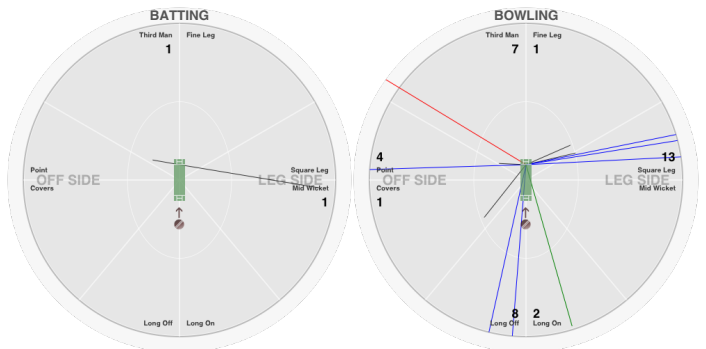 BATTING
Third Man
Fine Leg
1
Point
Square Leg
OFF SIDE
LEG SIDE
Covers
Mid Wicket
1
Long Off
Long On
BOWLING
Third Man
Fine Leg
7
1
4
13
Point
Square Leg
OFF SIDE
LEG SIDE
Covers
Mid Wicket
1
8
2
Long Off
Long On